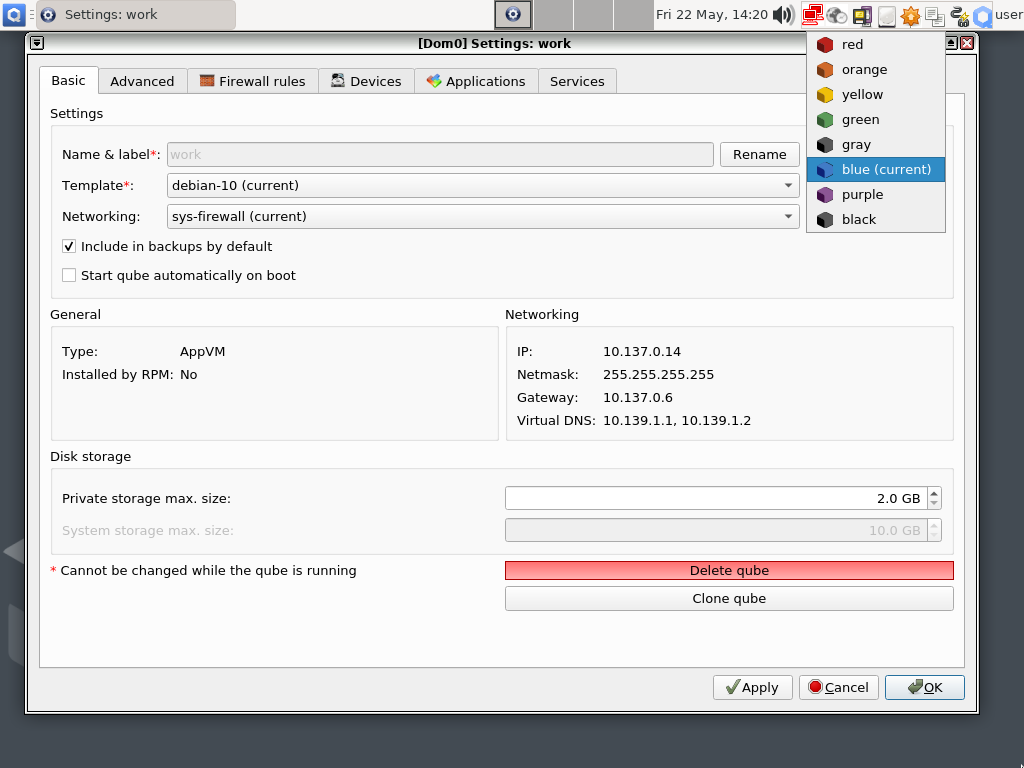 Settings: work
Fri 22 May, 14:20
user
[Dom0] Settings: work
red
orange
yellow
green
gray
blue (current)
purple
black
Basic
Advanced
Firewall rules
Devices
Applications
Services
Settings
Name & label*: work Rename
Template*: debian-10 (current)
Networking: sys-firewall (current)
Include in backups by default
Start qube automatically on boot
General
Type: AppVM
Installed by RPM: No
Networking
IP: 10.137.0.14
Netmask: 255.255.255.255
Gateway: 10.137.0.6
Virtual DNS: 10.139.1.1, 10.139.1.2
Disk storage
Private storage max. size: 2.0 GB
System storage max. size: 10.0 GB
* Cannot be changed while the qube is running
Delete qube
Clone qube
Apply
Cancel
OK